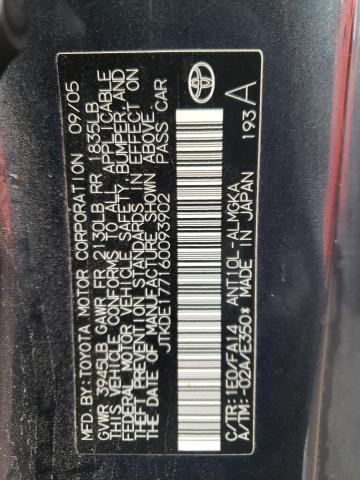 MFD. BY: TOYOTA MOTOR CORPORATION 09/05
GVWR 3945LB GAWR FR 2130LB RR 1835LB
THIS VEHICLE CONFORMS TO ALL APPLICABLE
FEDERAL MOTOR VEHICLE SAFETY, BUMPER, AND
THEFT PREVENTION STANDARDS IN EFFECT ON
THE DATE OF MANUFACTURE SHOWN ABOVE.
JTKDE177160093902 PASS CAR
C/TR: 1E0/FA14 ANT10L-ALMGKA 193 A
A/TM: -02A/E350* MADE IN JAPAN